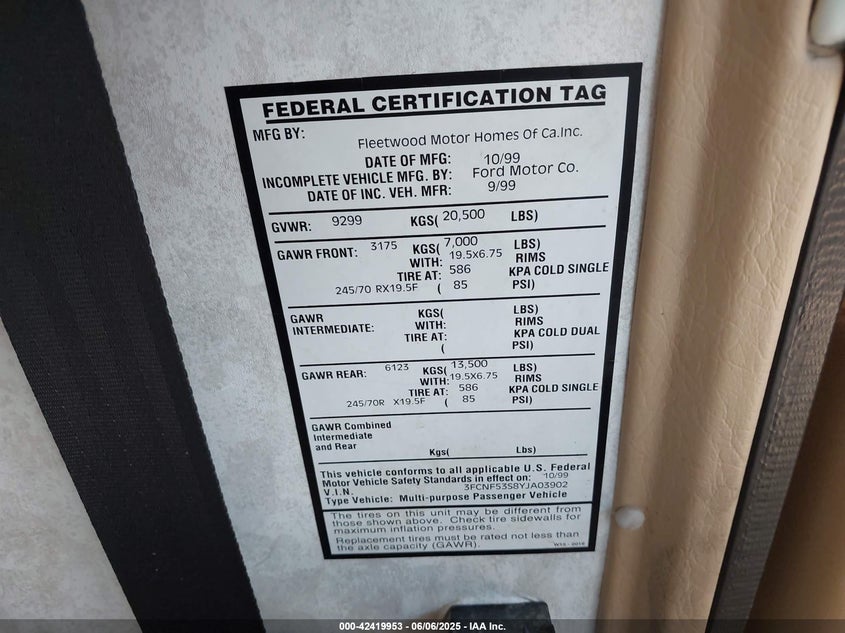 FEDERAL CERTIFICATION TAG
MFG BY: Fleetwood Motor Homes Of Ca.Inc.
DATE OF MFG: 10/99
INCOMPLETE VEHICLE MFG. BY: Ford Motor Co.
DATE OF INC. VEH. MFR: 9/99
GVWR: 9299 KGS( 20,500 LBS)
GAWR FRONT: 3175 KGS( 7,000 LBS)
WITH: 19.5X6.75 RIMS
TIRE AT: 586 KPA COLD SINGLE
245/70 RX19.5F ( 85 PSI)
GAWR KGS( LBS)
INTERMEDIATE: WITH: RIMS
TIRE AT: KPA COLD DUAL
( PSI)
GAWR REAR: 6123 KGS( 13,500 LBS)
WITH: 19.5X6.75 RIMS
TIRE AT: 586 KPA COLD SINGLE
245/70R X19.5F ( 85 PSI)
GAWR Combined
Intermediate
and Rear Kgs( Lbs)
This vehicle conforms to all applicable U.S. Federal
Motor Vehicle Safety Standards in effect on: 10/99
V.I.N. 3FCNF53S8YJA03902
Type Vehicle: Multi-purpose Passenger Vehicle
The tires on this unit may be different from
those shown above. Check tire sidewalls for
maximum inflation pressures.
Replacement tires must be rated not less than
the axle capacity (GAWR).
000-42419953 - 06/06/2025 - IAA Inc.